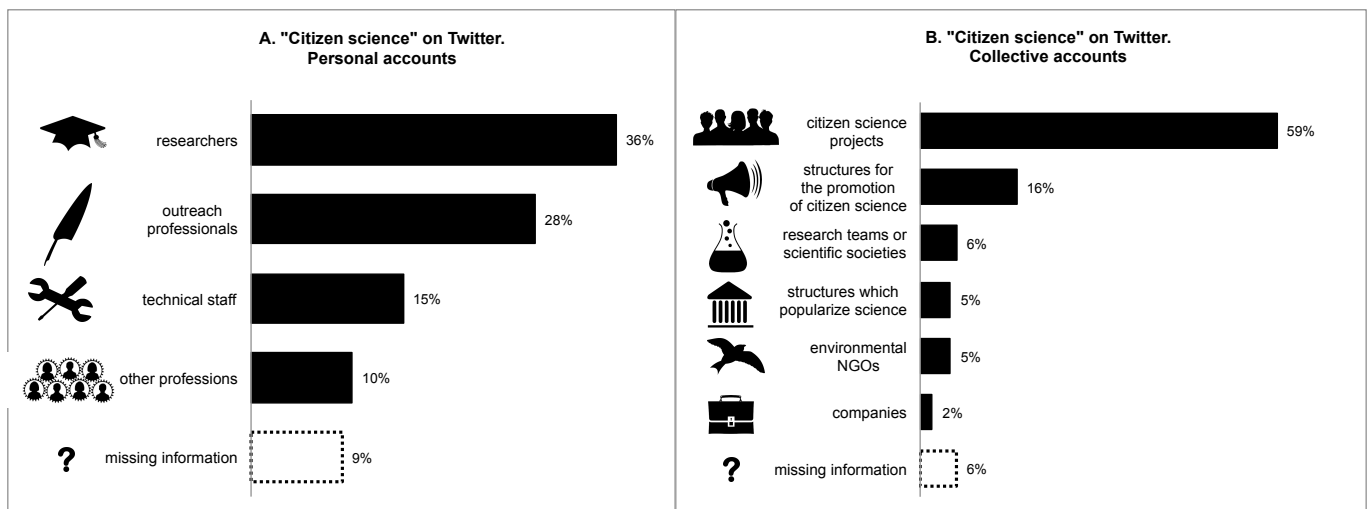 A. "Citizen science" on Twitter.
Personal accounts
researchers
36%
outreach
professionals
28%
technical staff
15%
other professions
10%
?
missing information
9%
B. "Citizen science" on Twitter.
Collective accounts
citizen science
projects
59%
structures for
the promotion
of citizen science
16%
research teams or
scientific societies
6%
structures which
popularize science
5%
environmental
NGOs
5%
companies
2%
?
missing information
6%